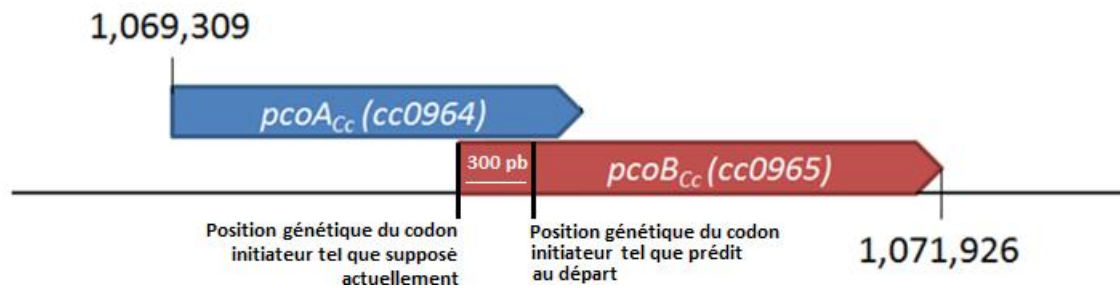 1,069,309
pcoACc (cc0964)
300 pb
pcoBCc (cc0965)
Position génétique du codon
initiateur tel que supposé
actuellement
Position génétique du codon
initiateur tel que prédit
au départ
1,071,926